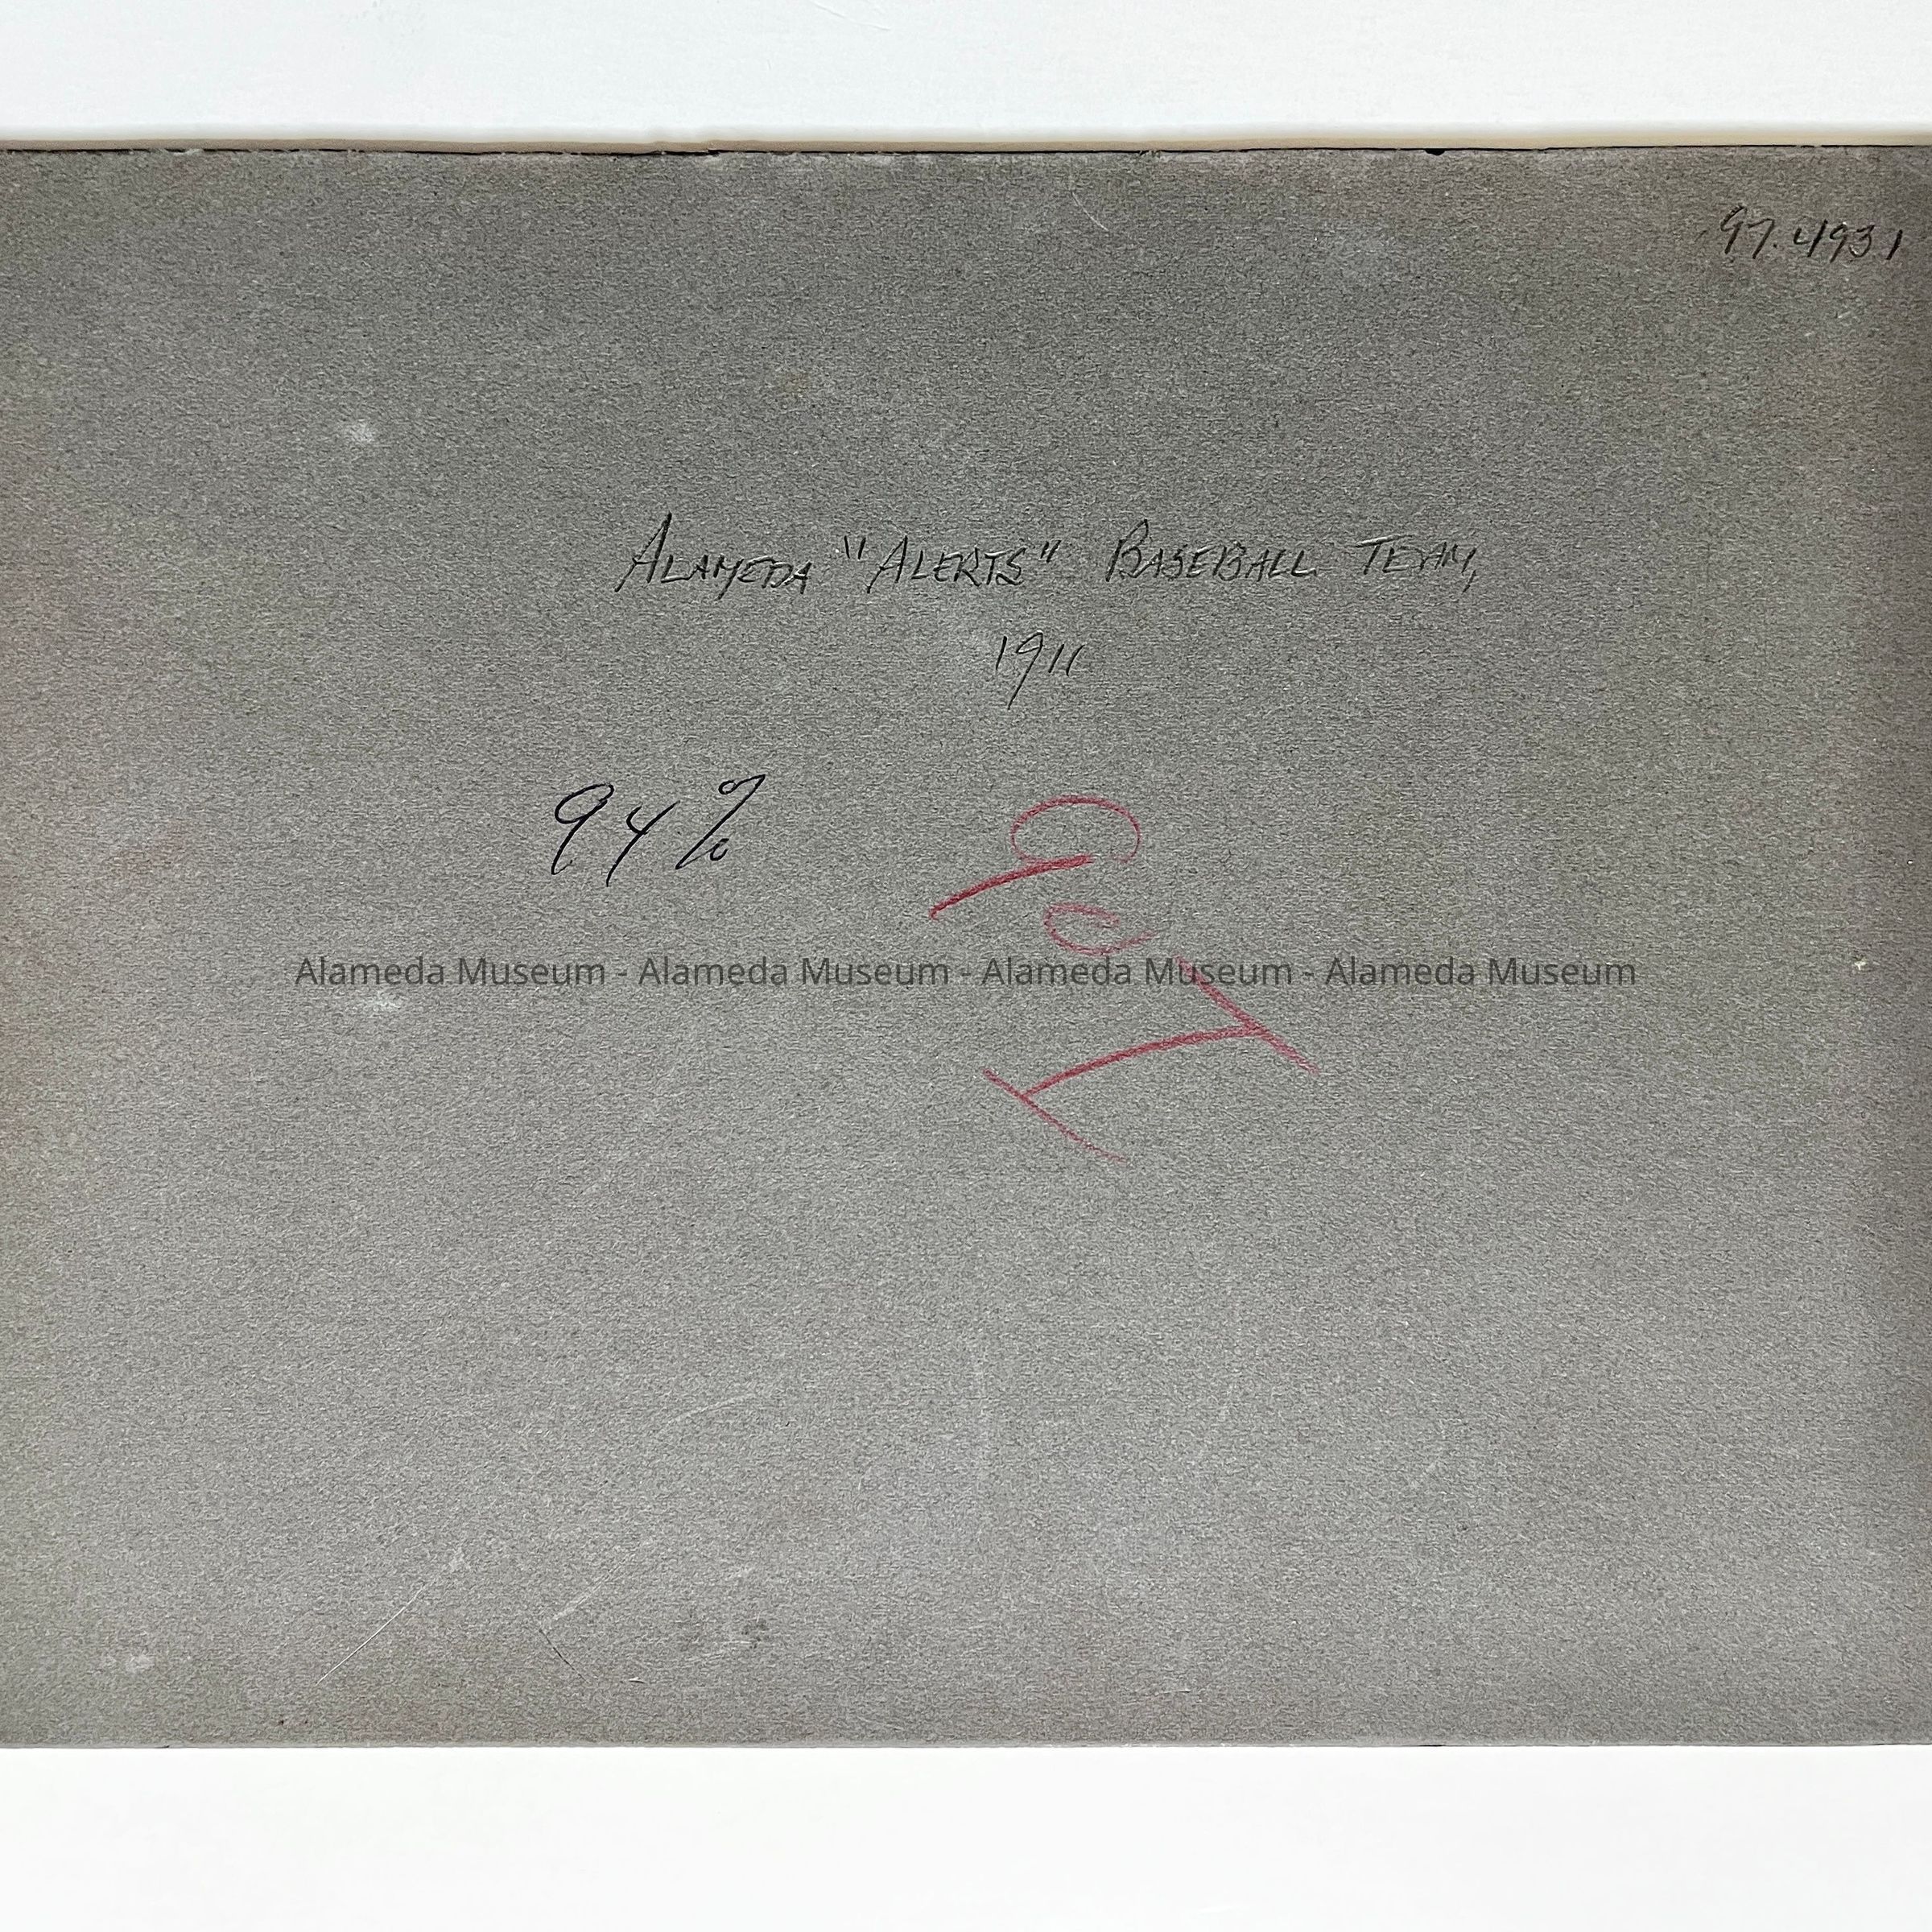 97.4931
ALAMEDA "ALERTS" BASEBALL TEAM,
1911
94%
Alameda Museum - Alameda Museum - Alameda Museum - Alameda Museum